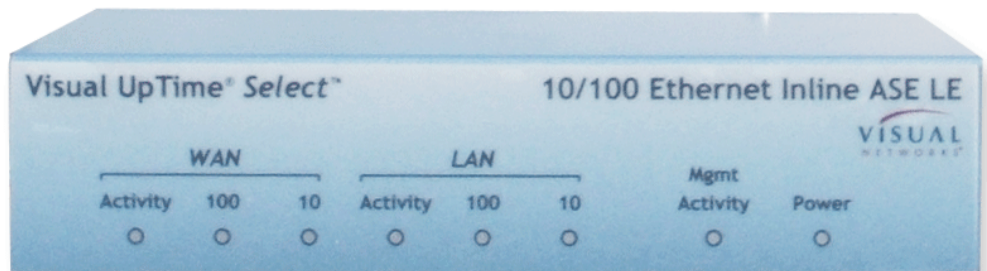 Visual UpTime® Select™
10/100 Ethernet Inline ASE LE
VISUAL
NETWORKS®
WAN
LAN
Mgmt
Activity 100 10 Activity 100 10 Activity Power